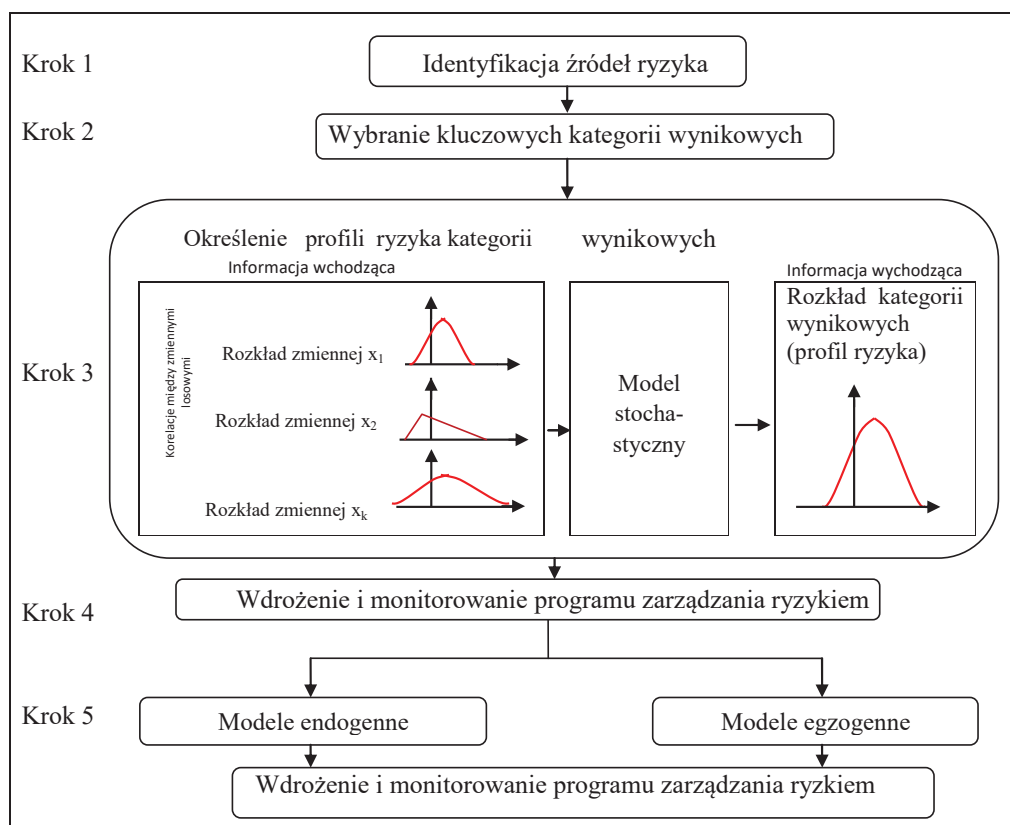 Krok 1
Identyfikacja źródeł ryzyka
Krok 2
Wybranie kluczowych kategorii wynikowych
Określenie profili ryzyka kategorii wynikowych
Informacja wchodząca
Informacja wychodząca
Krok 3
Korelacje między zmiennymi
losowymi
Rozkład zmiennej x₁
Rozkład zmiennej x₂
Rozkład zmiennej xₖ
Model
stocha-
styczny
Rozkład kategorii
wynikowych
(profil ryzyka)
Krok 4
Wdrożenie i monitorowanie programu zarządzania ryzykiem
Krok 5
Modele endogenne
Modele egzogenne
Wdrożenie i monitorowanie programu zarządzania ryzkiem